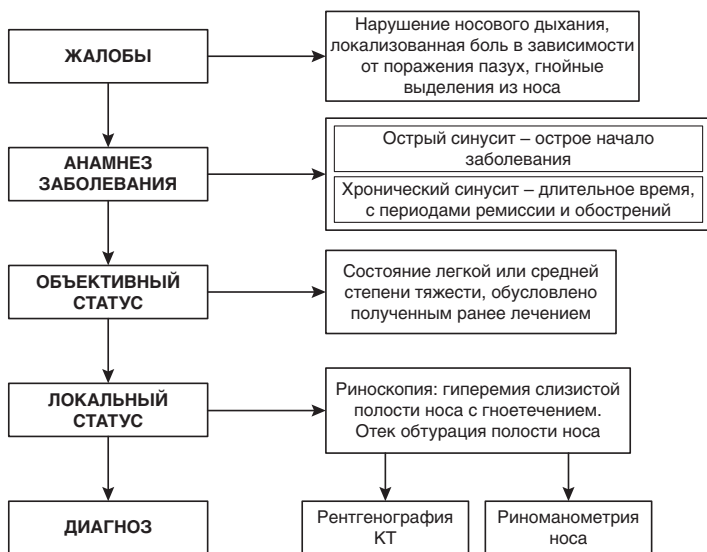 ЖАЛОБЫ
Нарушение носового дыхания,
локализованная боль в зависимости
от поражения пазух, гнойные
выделения из носа
АНАМНЕЗ
ЗАБОЛЕВАНИЯ
Острый синусит – острое начало
заболевания
Хронический синусит – длительное время,
с периодами ремиссии и обострений
ОБЪЕКТИВНЫЙ
СТАТУС
Состояние легкой или средней
степени тяжести, обусловлено
полученным ранее лечением
ЛОКАЛЬНЫЙ
СТАТУС
Риноскопия: гиперемия слизистой
полости носа с гноетечением.
Отек обтурация полости носа
ДИАГНОЗ
Рентгенография
КТ
Риноманометрия
носа